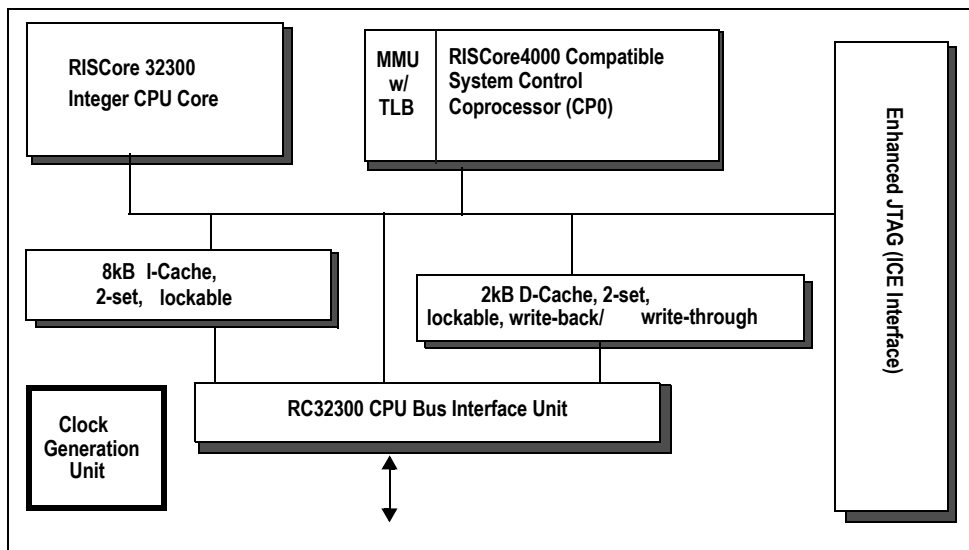 RISCore 32300
Integer CPU Core
MMU
w/
TLB
RISCore4000 Compatible
System Control
Coprocessor (CP0)
Enhanced JTAG (ICE Interface)
8kB I-Cache,
2-set, lockable
2kB D-Cache, 2-set,
lockable, write-back/ write-through
RC32300 CPU Bus Interface Unit
Clock
Generation
Unit